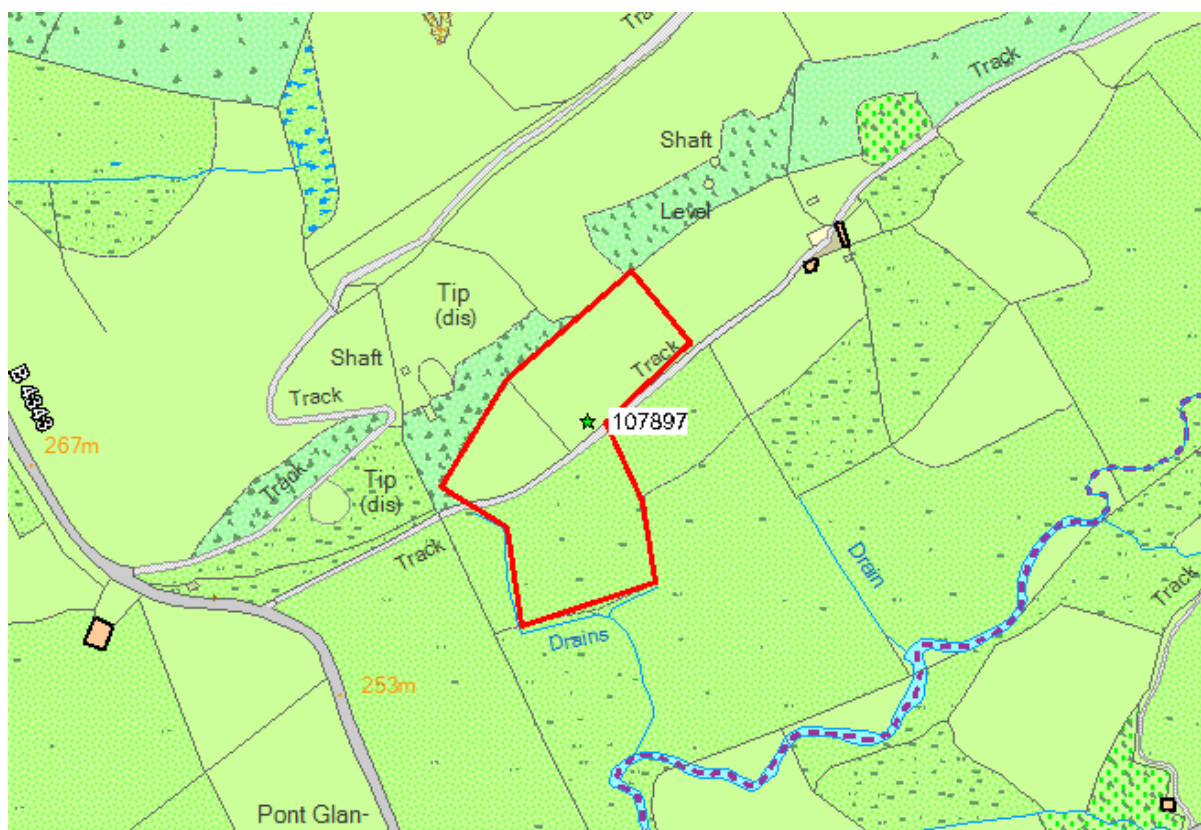 Track
Track
Shaft
Level
Tip
(dis)
Shaft
Track
Track
B 4343
107897
267m
Track
Tip
(dis)
Track
Drain
Track
Drains
253m
Pont Glan-